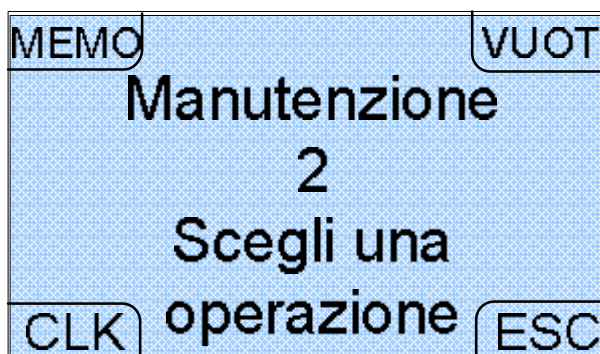 MEMO VUOT
Manutenzione
2
Scegli una
operazione
CLK ESC